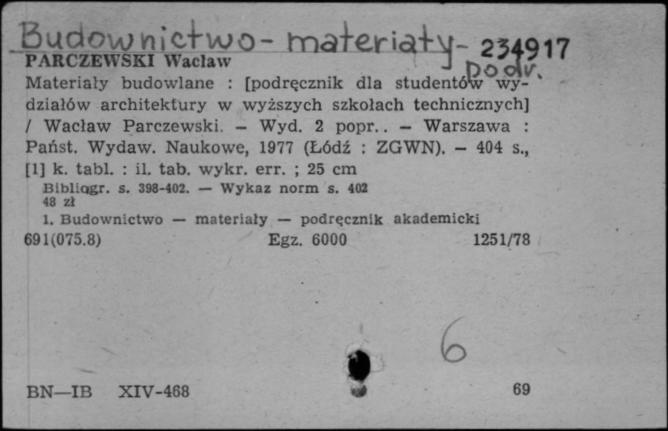 Budownictwo - materiały - 234917
podr.
PARCZEWSKI Wacław
Materiały budowlane : [podręcznik dla studentów wy-
działów architektury w wyższych szkołach technicznych]
/ Wacław Parczewski. — Wyd. 2 popr.. — Warszawa :
Państ. Wydaw. Naukowe, 1977 (Łódź : ZGWN). — 404 s.,
[1] k. tabl. : il. tab. wykr. err. ; 25 cm
Bibliogr. s. 398-402. — Wykaz norm s. 402
48 zł
1. Budownictwo — materiały — podręcznik akademicki
691(075.8) Egz. 6000 1251/78
6
BN—IB XIV-468 69